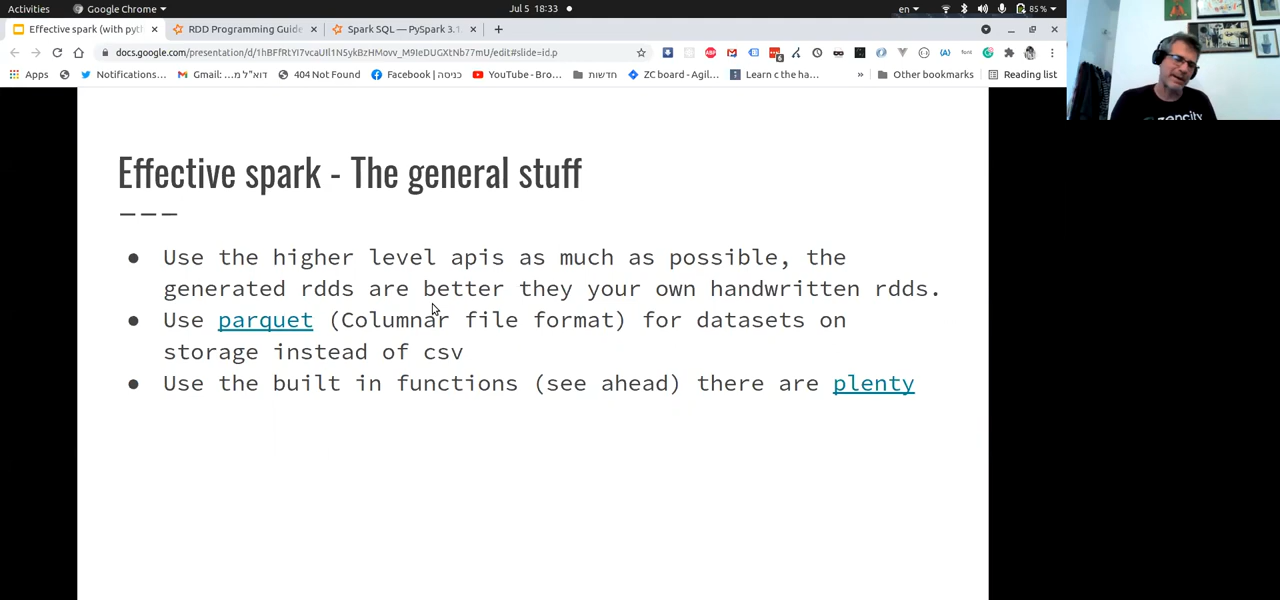 Activities
Google Chrome
Jul 5 18:33
en
85 %
Effective spark (with pyth
RDD Programming Guide
Spark SQL — PySpark 3.1
docs.google.com/presentation/d/
/edit#slide=id.p
Apps
Notifications...
Gmail: ...דוא"ל מ
404 Not Found
Facebook | כניסה
YouTube - Bro...
חדשות
ZC board - Agil...
Learn c the ha...
»
Other bookmarks
Reading list
Effective spark - The general stuff
● Use the higher level apis as much as possible, the
generated rdds are better they your own handwritten rdds.
● Use parquet (Columnar file format) for datasets on
storage instead of csv
● Use the built in functions (see ahead) there are plenty